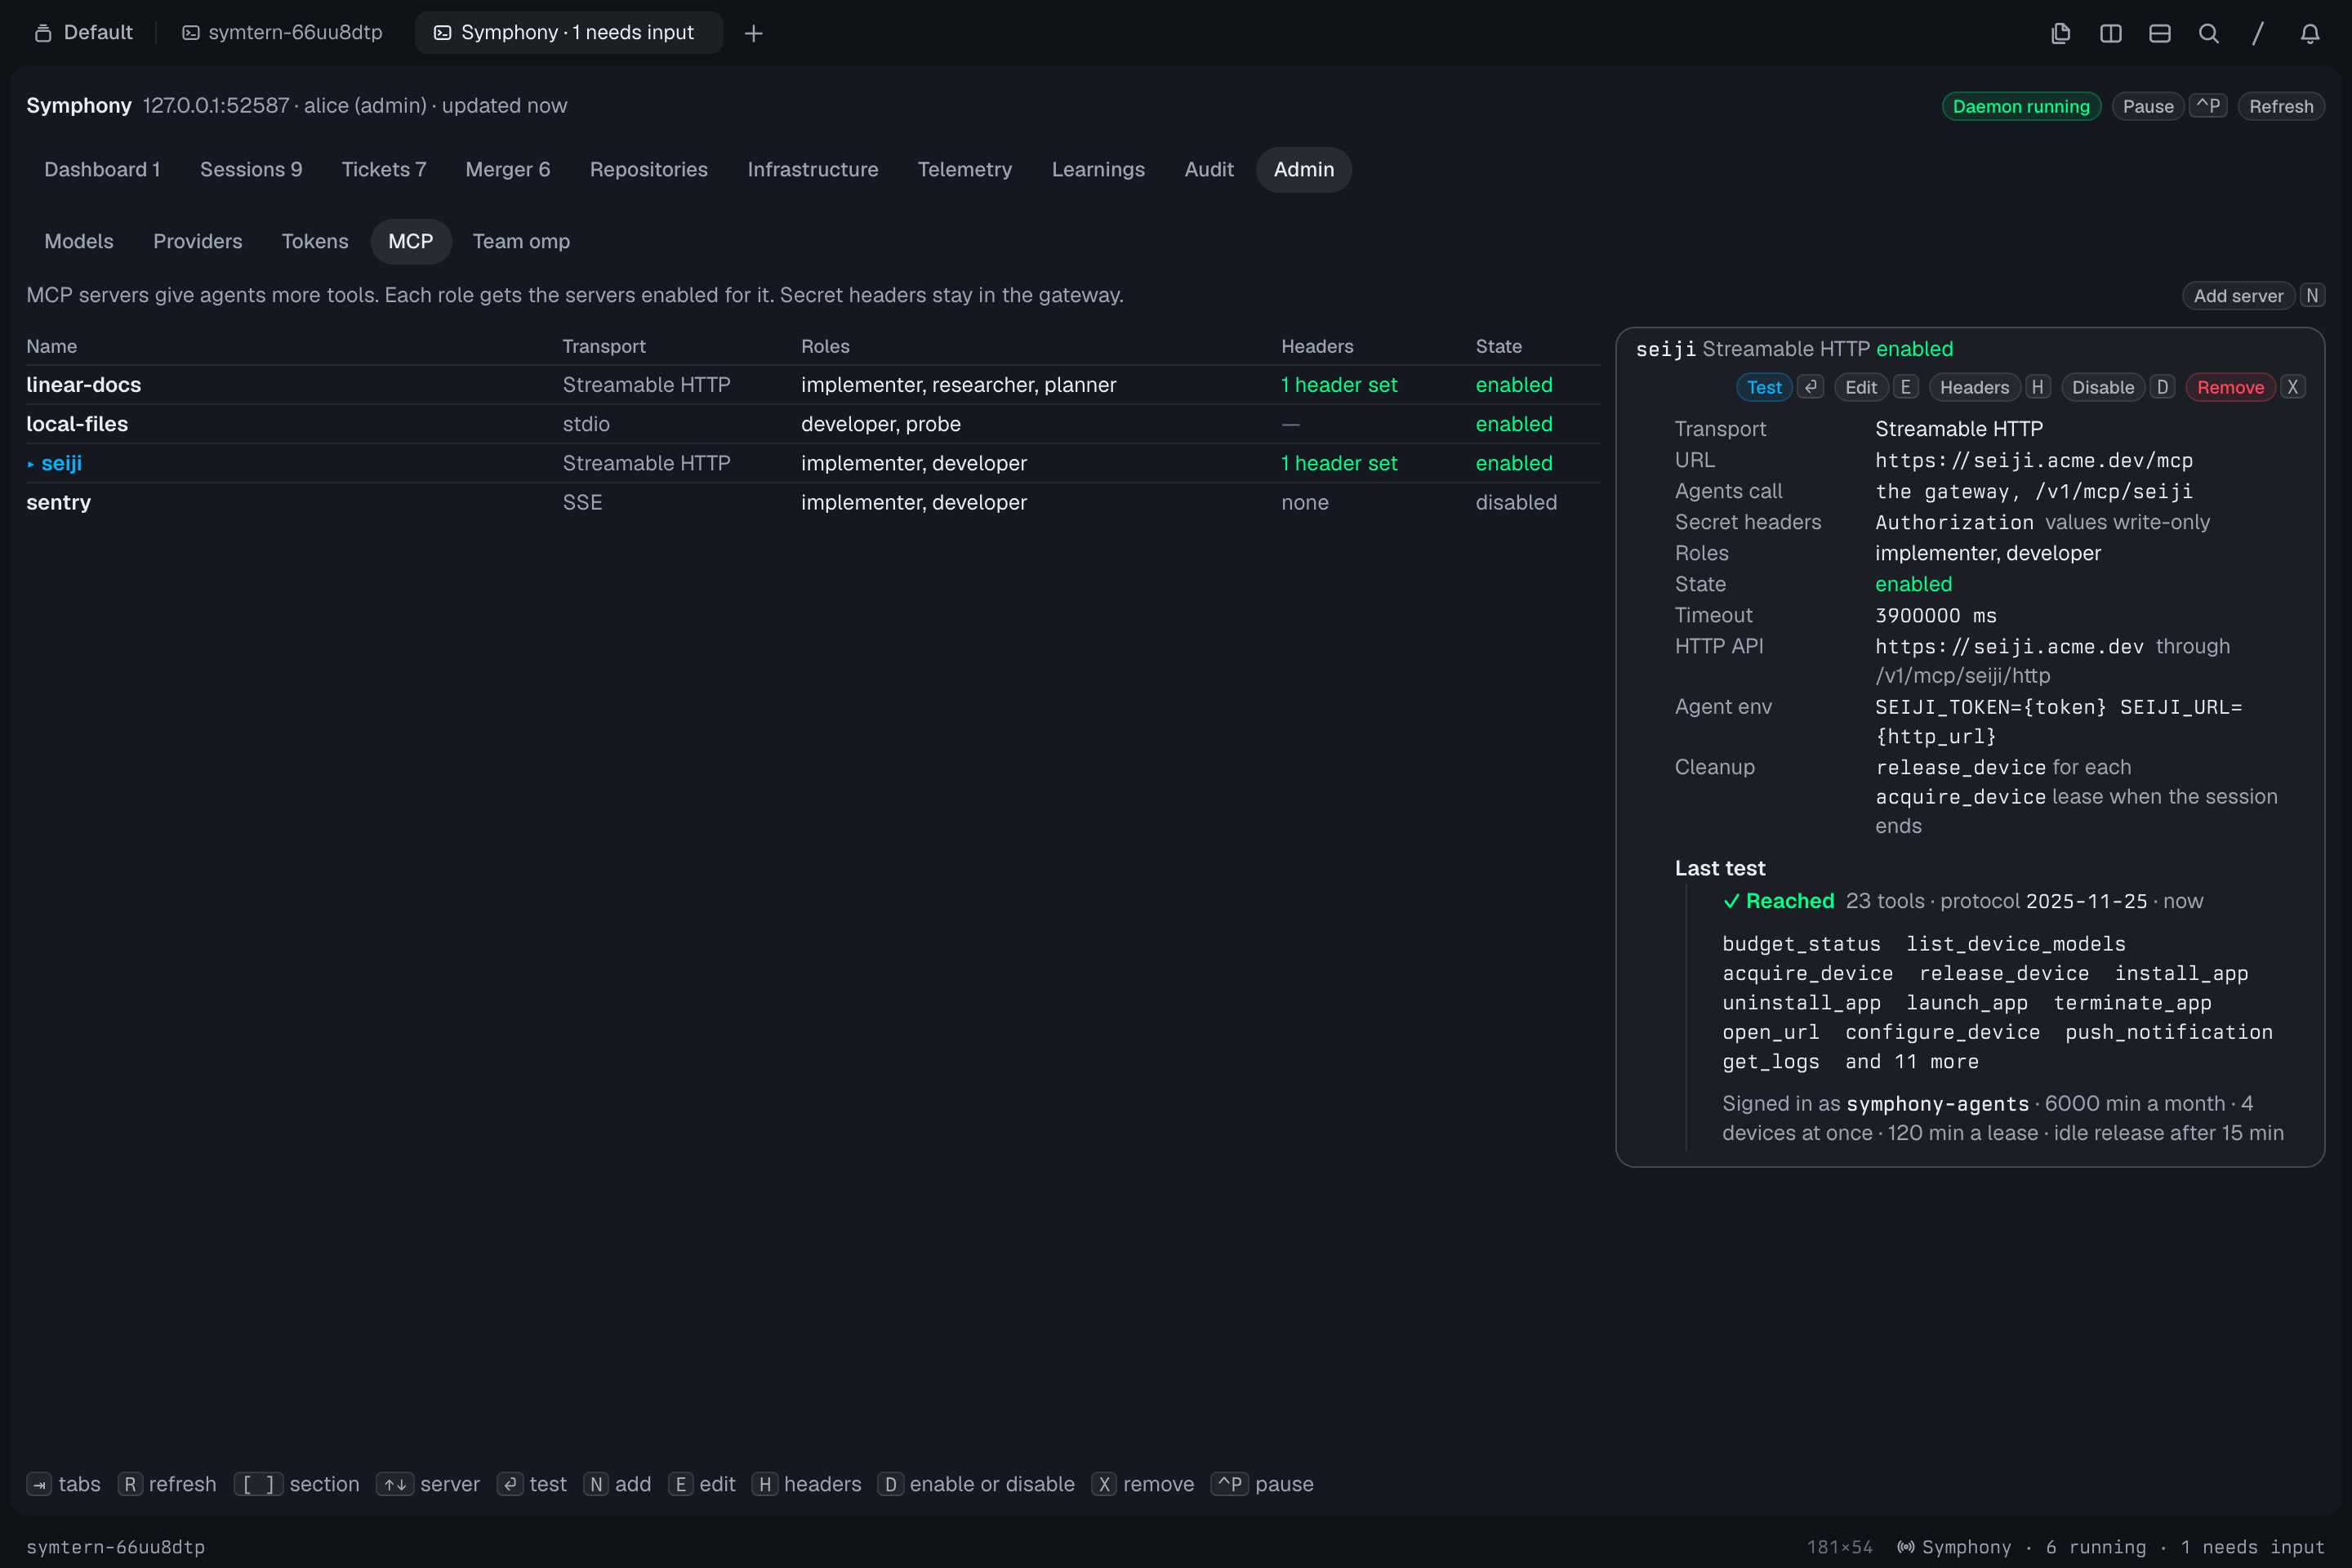 Default symtern-66uu8dtp Symphony · 1 needs input +
Symphony 127.0.0.1:52587 · alice (admin) · updated now Daemon running Pause ^P Refresh
Dashboard 1 Sessions 9 Tickets 7 Merger 6 Repositories Infrastructure Telemetry Learnings Audit Admin
Models Providers Tokens MCP Team omp
MCP servers give agents more tools. Each role gets the servers enabled for it. Secret headers stay in the gateway. Add server N
Name Transport Roles Headers State
linear-docs Streamable HTTP implementer, researcher, planner 1 header set enabled
local-files stdio developer, probe — enabled
▸ seiji Streamable HTTP implementer, developer 1 header set enabled
sentry SSE implementer, developer none disabled
seiji Streamable HTTP enabled
Test ⏎ Edit E Headers H Disable D Remove X
Transport Streamable HTTP
URL https://seiji.acme.dev/mcp
Agents call the gateway, /v1/mcp/seiji
Secret headers Authorization values write-only
Roles implementer, developer
State enabled
Timeout 3900000 ms
HTTP API https://seiji.acme.dev through
/v1/mcp/seiji/http
Agent env SEIJI_TOKEN={token} SEIJI_URL=
{http_url}
Cleanup release_device for each
acquire_device lease when the session
ends
Last test
✓ Reached 23 tools · protocol 2025-11-25 · now
budget_status list_device_models
acquire_device release_device install_app
uninstall_app launch_app terminate_app
open_url configure_device push_notification
get_logs and 11 more
Signed in as symphony-agents · 6000 min a month · 4
devices at once · 120 min a lease · idle release after 15 min
⇥ tabs R refresh [ ] section ↑↓ server ⏎ test N add E edit H headers D enable or disable X remove ^P pause
symtern-66uu8dtp 181×54 Symphony · 6 running · 1 needs input